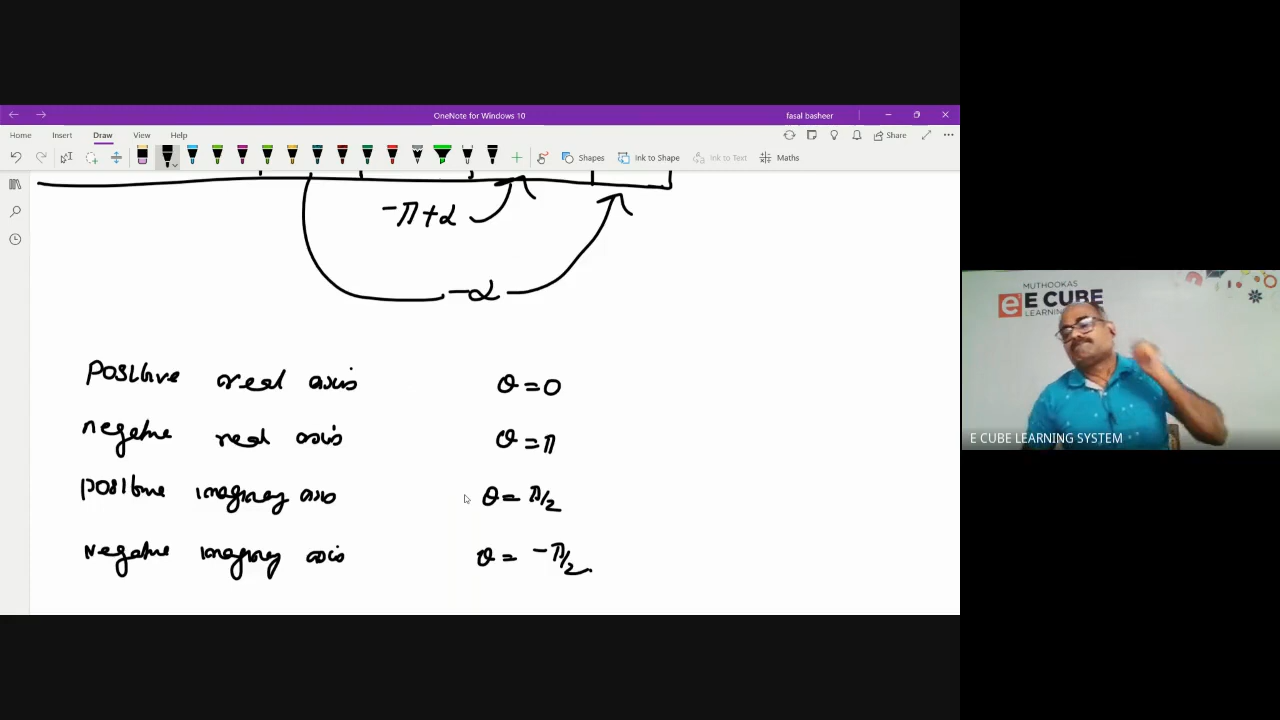 OneNote for Windows 10
fasal basheer
Home Insert Draw View Help
Share
Shapes Ink to Shape Ink to Text Maths
-π+α
-α
MUTHOOKAS
e E CUBE
LEARNING
E CUBE LEARNING SYSTEM
positive real axis θ=0
negative real axis θ=π
positive imaginary axis θ=π/2
Negative imaginary axis θ=-π/2